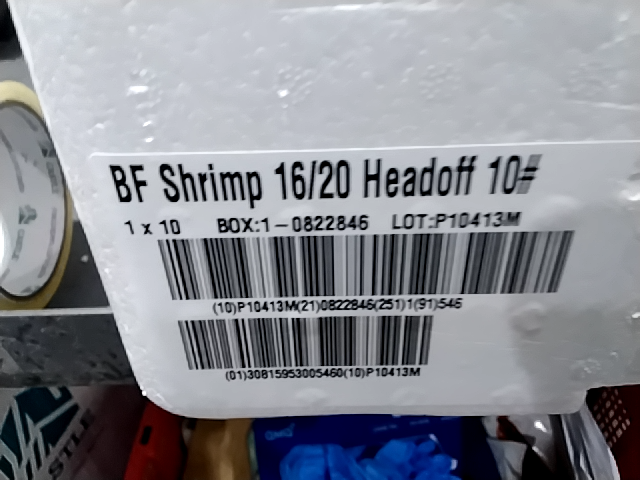 BF Shrimp 16/20 Headoff 10#
1 x 10 BOX:1-0822846 LOT:P10413M
(10)P10413M(21)0822846(251)1(91)546
(01)30815953005460(10)P10413M